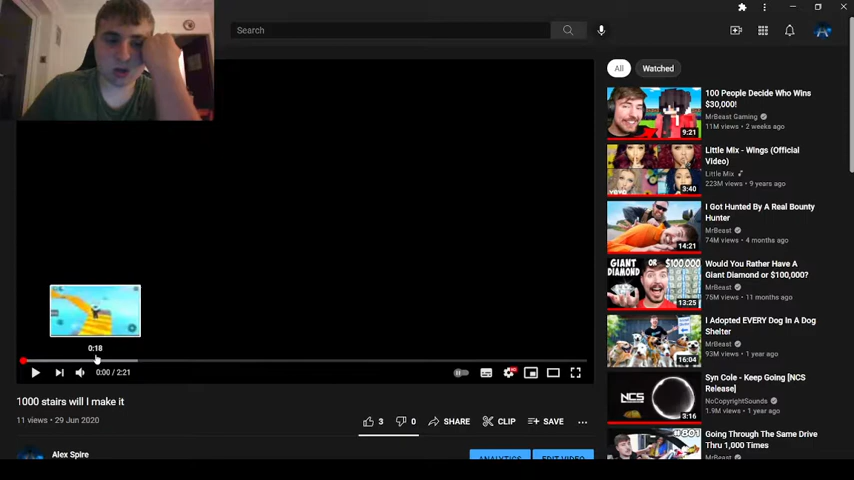 Search
All
Watched
100 People Decide Who Wins
$30,000!
MrBeast Gaming
11M views • 2 weeks ago
9:21
Little Mix - Wings (Official
Video)
Little Mix
223M views • 9 years ago
3:40
I Got Hunted By A Real Bounty
Hunter
MrBeast
74M views • 4 months ago
14:21
Would You Rather Have A
Giant Diamond or $100,000?
MrBeast
75M views • 11 months ago
GIANT
DIAMOND
OR
$100,000
13:25
I Adopted EVERY Dog In A Dog
Shelter
MrBeast
93M views • 1 year ago
16:04
Syn Cole - Keep Going [NCS
Release]
NoCopyrightSounds
1.9M views • 1 year ago
NCS
3:16
Going Through The Same Drive
Thru 1,000 Times
MrBeast
#801
0:18
0:00 / 2:21
1000 stairs will I make it
11 views • 29 Jun 2020
3
0
SHARE
CLIP
SAVE
Alex Spire
ANALYTICS
EDIT VIDEO